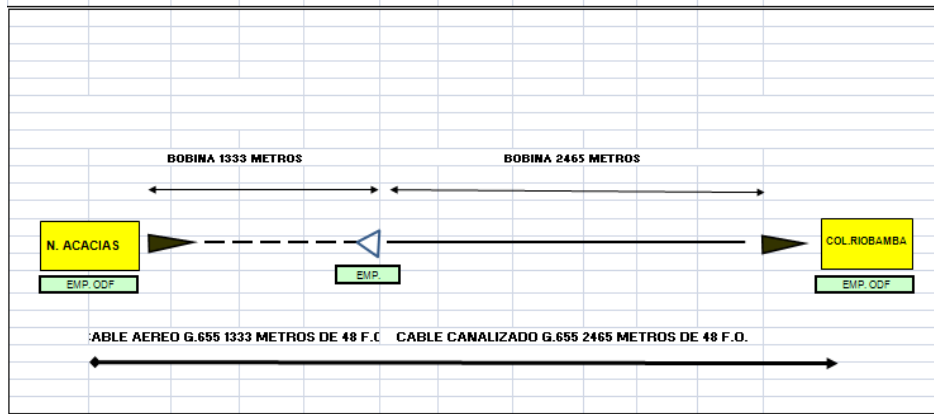 BOBINA 1333 METROS BOBINA 2465 METROS
N. ACACIAS COL.RIOBAMBA
EMP.
EMP. ODF EMP. ODF
ABLE AEREO G.655 1333 METROS DE 48 F.O CABLE CANALIZADO G.655 2465 METROS DE 48 F.O.